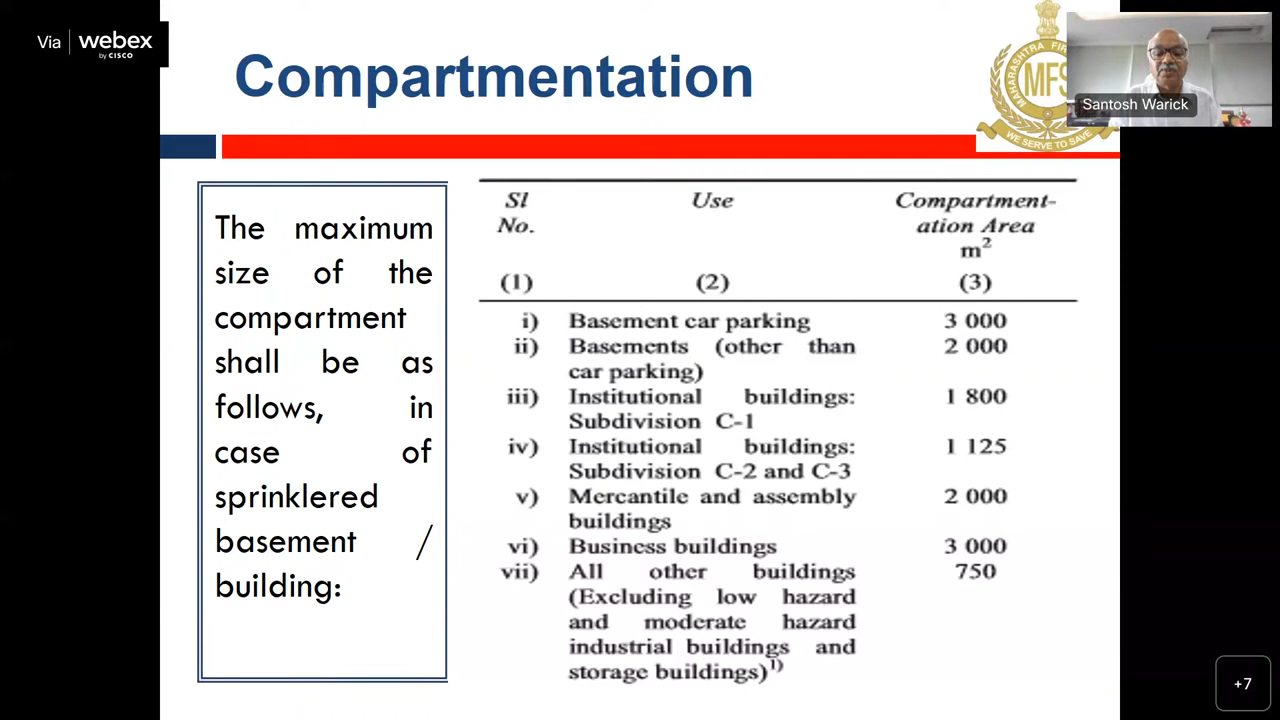 Via webex
by CISCO
Compartmentation
MAHARASHTRA FIR
MFS
WE SERVE TO SAVE
Santosh Warick
The maximum
size of the
compartment
shall be as
follows, in
case of
sprinklered
basement /
building:
Sl Use Compartment-
No. ation Area
m²
(1) (2) (3)
i) Basement car parking 3 000
ii) Basements (other than 2 000
car parking)
iii) Institutional buildings: 1 800
Subdivision C-1
iv) Institutional buildings: 1 125
Subdivision C-2 and C-3
v) Mercantile and assembly 2 000
buildings
vi) Business buildings 3 000
vii) All other buildings 750
(Excluding low hazard
and moderate hazard
industrial buildings and
storage buildings)¹⁾
+7